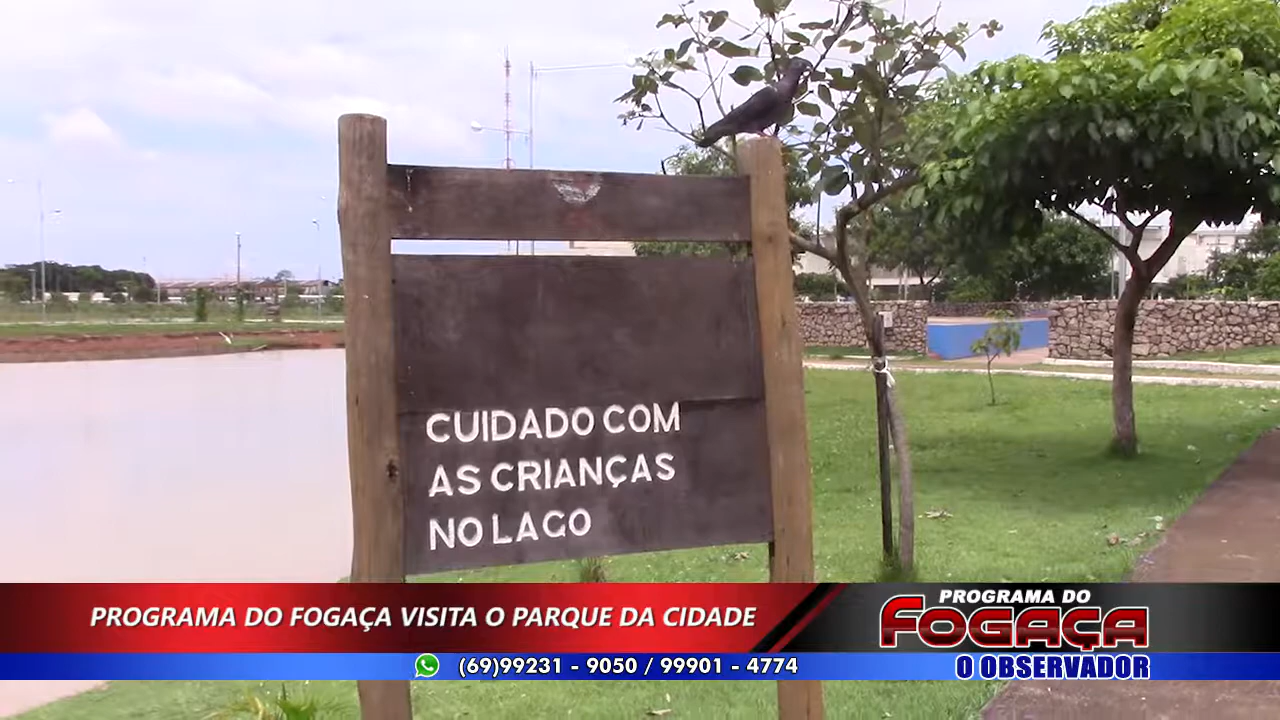 CUIDADO COM
AS CRIANÇAS
NO LAGO
PROGRAMA DO FOGAÇA VISITA O PARQUE DA CIDADE
PROGRAMA DO
FOGAÇA
O OBSERVADOR
(69)99231 - 9050 / 99901 - 4774